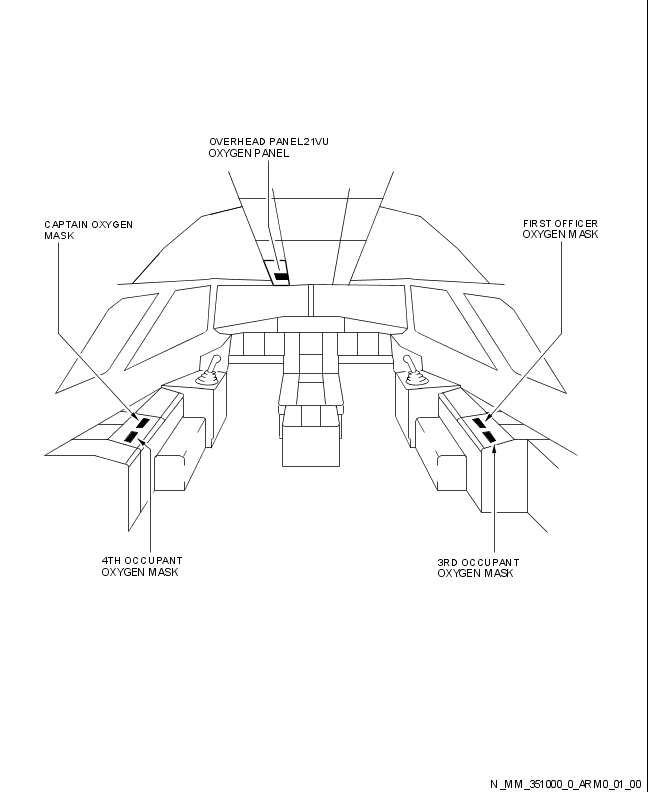 OVERHEAD PANEL21VU
OXYGEN PANEL
CAPTAIN OXYGEN
MASK
FIRST OFFICER
OXYGEN MASK
4TH OCCUPANT
OXYGEN MASK
3RD OCCUPANT
OXYGEN MASK
N_MM_351000_0_ARM0_01_00